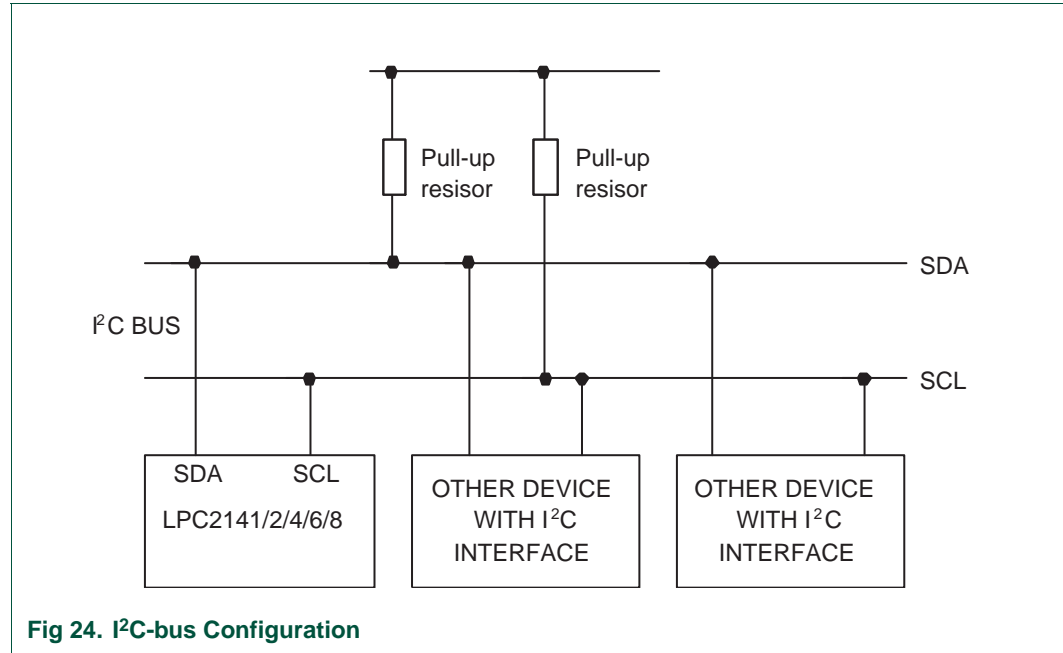 Pull-up Pull-up
resisor resisor
SDA
I²C BUS
SCL
SDA SCL
LPC2141/2/4/6/8
OTHER DEVICE
WITH I²C
INTERFACE
OTHER DEVICE
WITH I²C
INTERFACE
Fig 24. I²C-bus Configuration